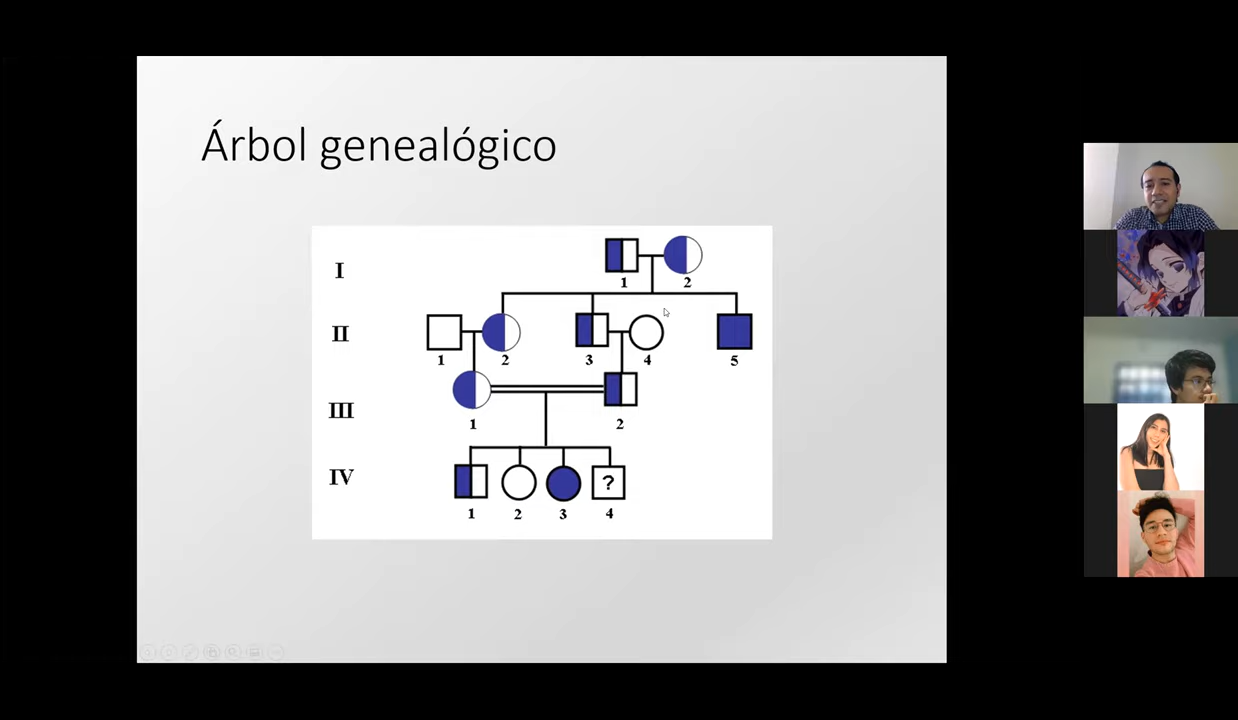 Árbol genealógico
I
1 2
II
1 2 3 4 5
III
1 2
IV
?
1 2 3 4